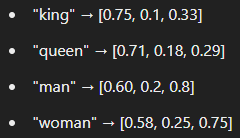 • "king" → [0.75, 0.1, 0.33]
• "queen" → [0.71, 0.18, 0.29]
• "man" → [0.60, 0.2, 0.8]
• "woman" → [0.58, 0.25, 0.75]